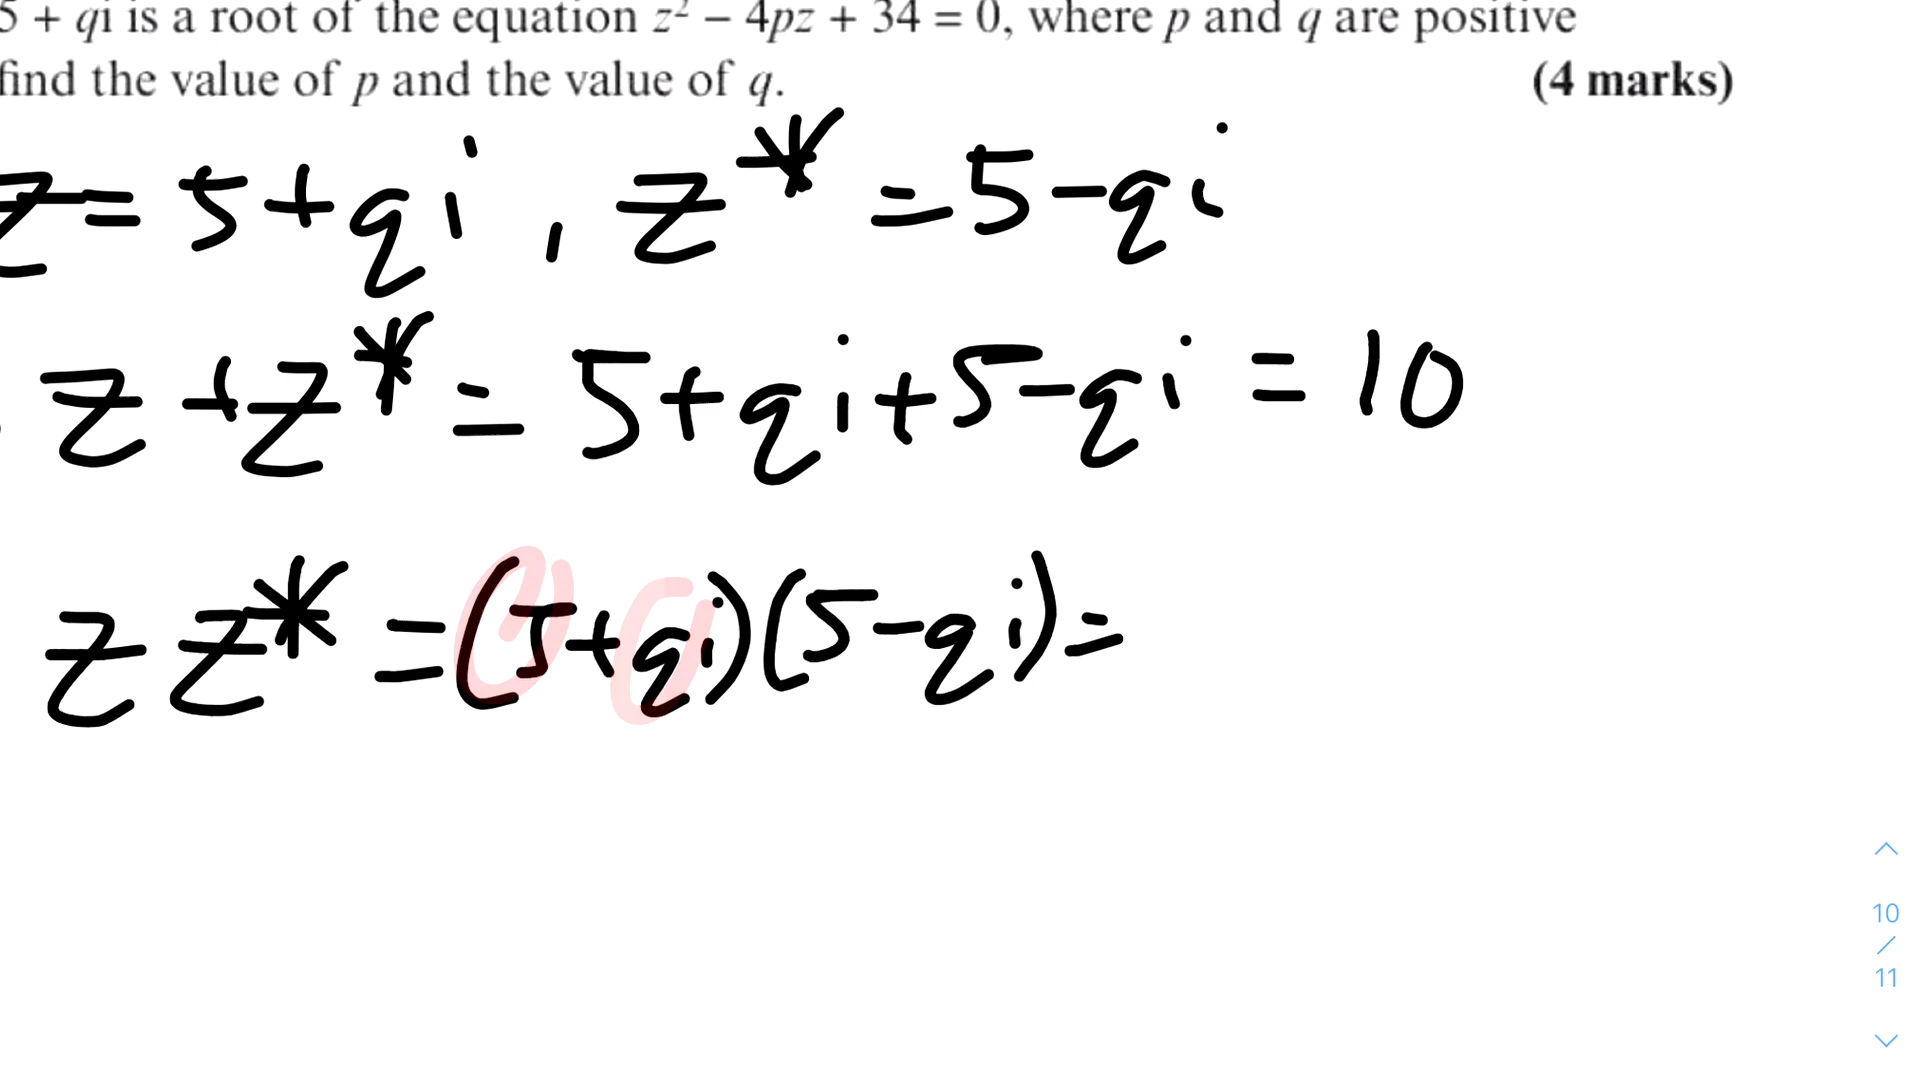 5 + qi is a root of the equation z² − 4pz + 34 = 0, where p and q are positive
find the value of p and the value of q. (4 marks)
z = 5 + qi , z* = 5 - qi
z + z* = 5 + qi + 5 - qi = 10
z z* = (5 + qi)(5 - qi) =
10
/
11